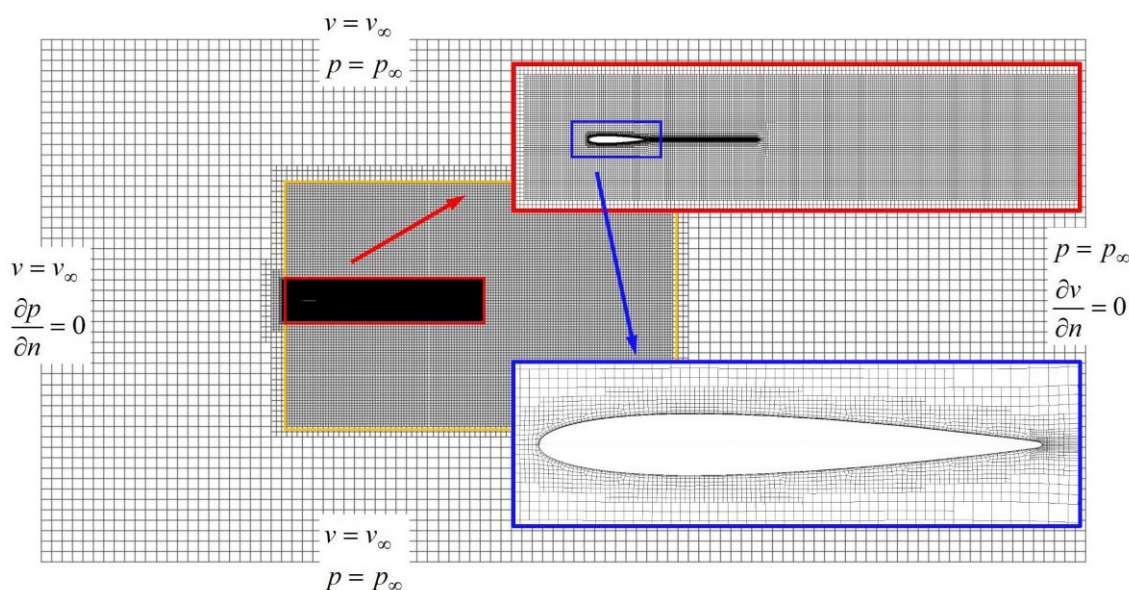 v = v∞
p = p∞
v = v∞
∂p/∂n = 0
p = p∞
∂v/∂n = 0
v = v∞
p = p∞